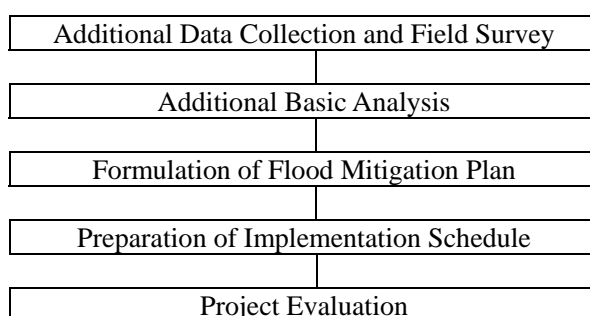 Additional Data Collection and Field Survey
Additional Basic Analysis
Formulation of Flood Mitigation Plan
Preparation of Implementation Schedule
Project Evaluation